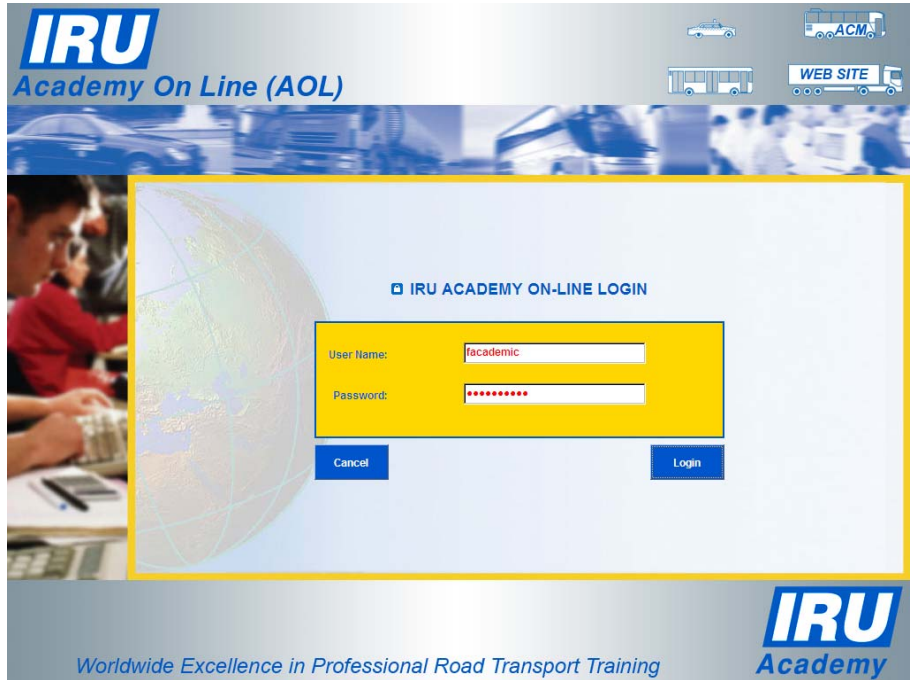 IRU
Academy On Line (AOL)
ACM
WEB SITE
IRU ACADEMY ON-LINE LOGIN
User Name:
facademic
Password:
••••••••••
Cancel
Login
Worldwide Excellence in Professional Road Transport Training
IRU
Academy